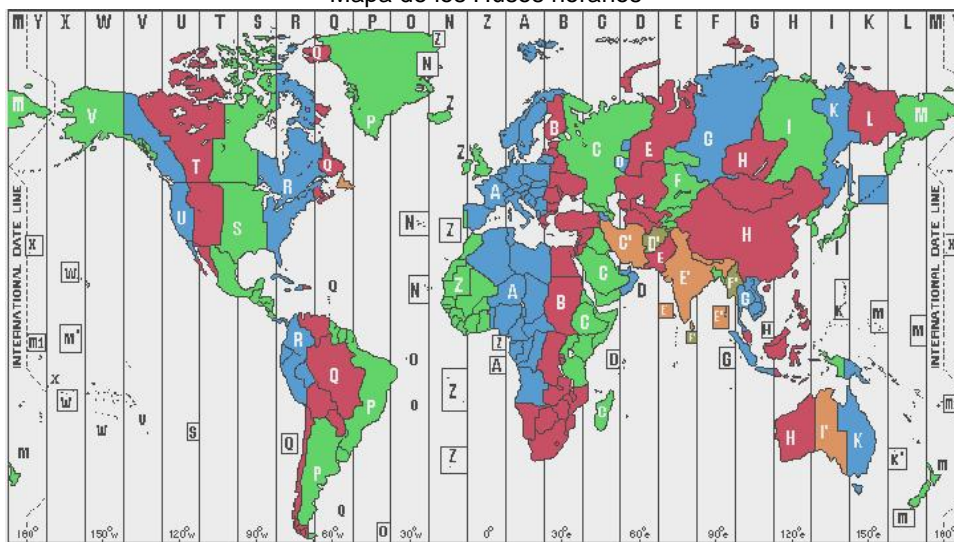 Mapa de los Husos horarios
M Y X W V U T S R Q P O N Z A B C D E F G H I K L M Y
Q Z N
M V Z P B C G I K L M
T Q E H
R Z A D F
U S N Z C' D' E H
INTERNATIONAL DATE LINE
INTERNATIONAL DATE LINE
X W Q N Z A B C D E' F' G I X
M' M1 R E' H K M M
Q O Z A C D G
X W W V S P O Z C H I' K
M Q P Z K' M
Q O M
180° 150°W 120°W 90°W 60°W 30°W 0° 30°E 60°E 90°E 120°E 150°E 180°